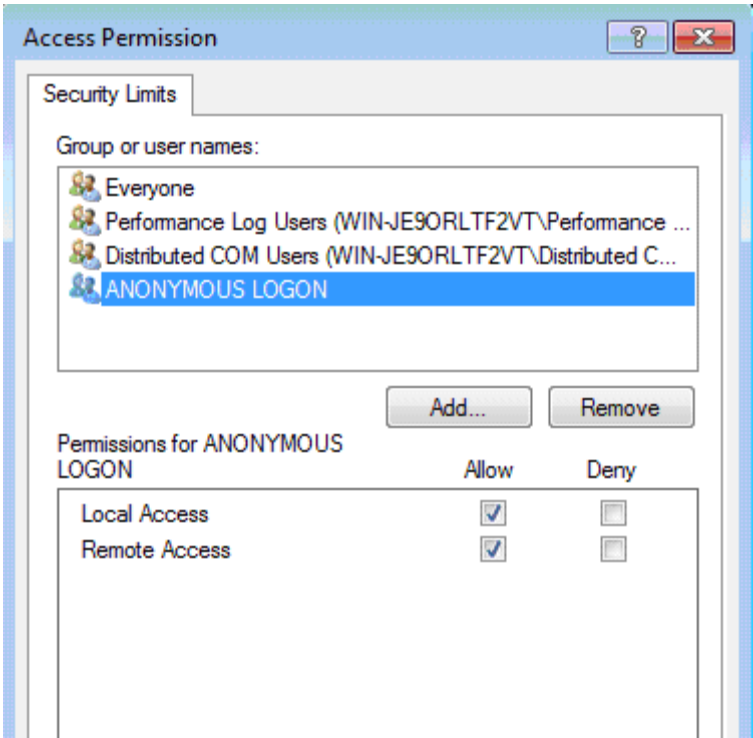 Access Permission
Security Limits
Group or user names:
Everyone
Performance Log Users (WIN-JE9ORLTF2VT\Performance ...
Distributed COM Users (WIN-JE9ORLTF2VT\Distributed C...
ANONYMOUS LOGON
Add... Remove
Permissions for ANONYMOUS
LOGON Allow Deny
Local Access
Remote Access